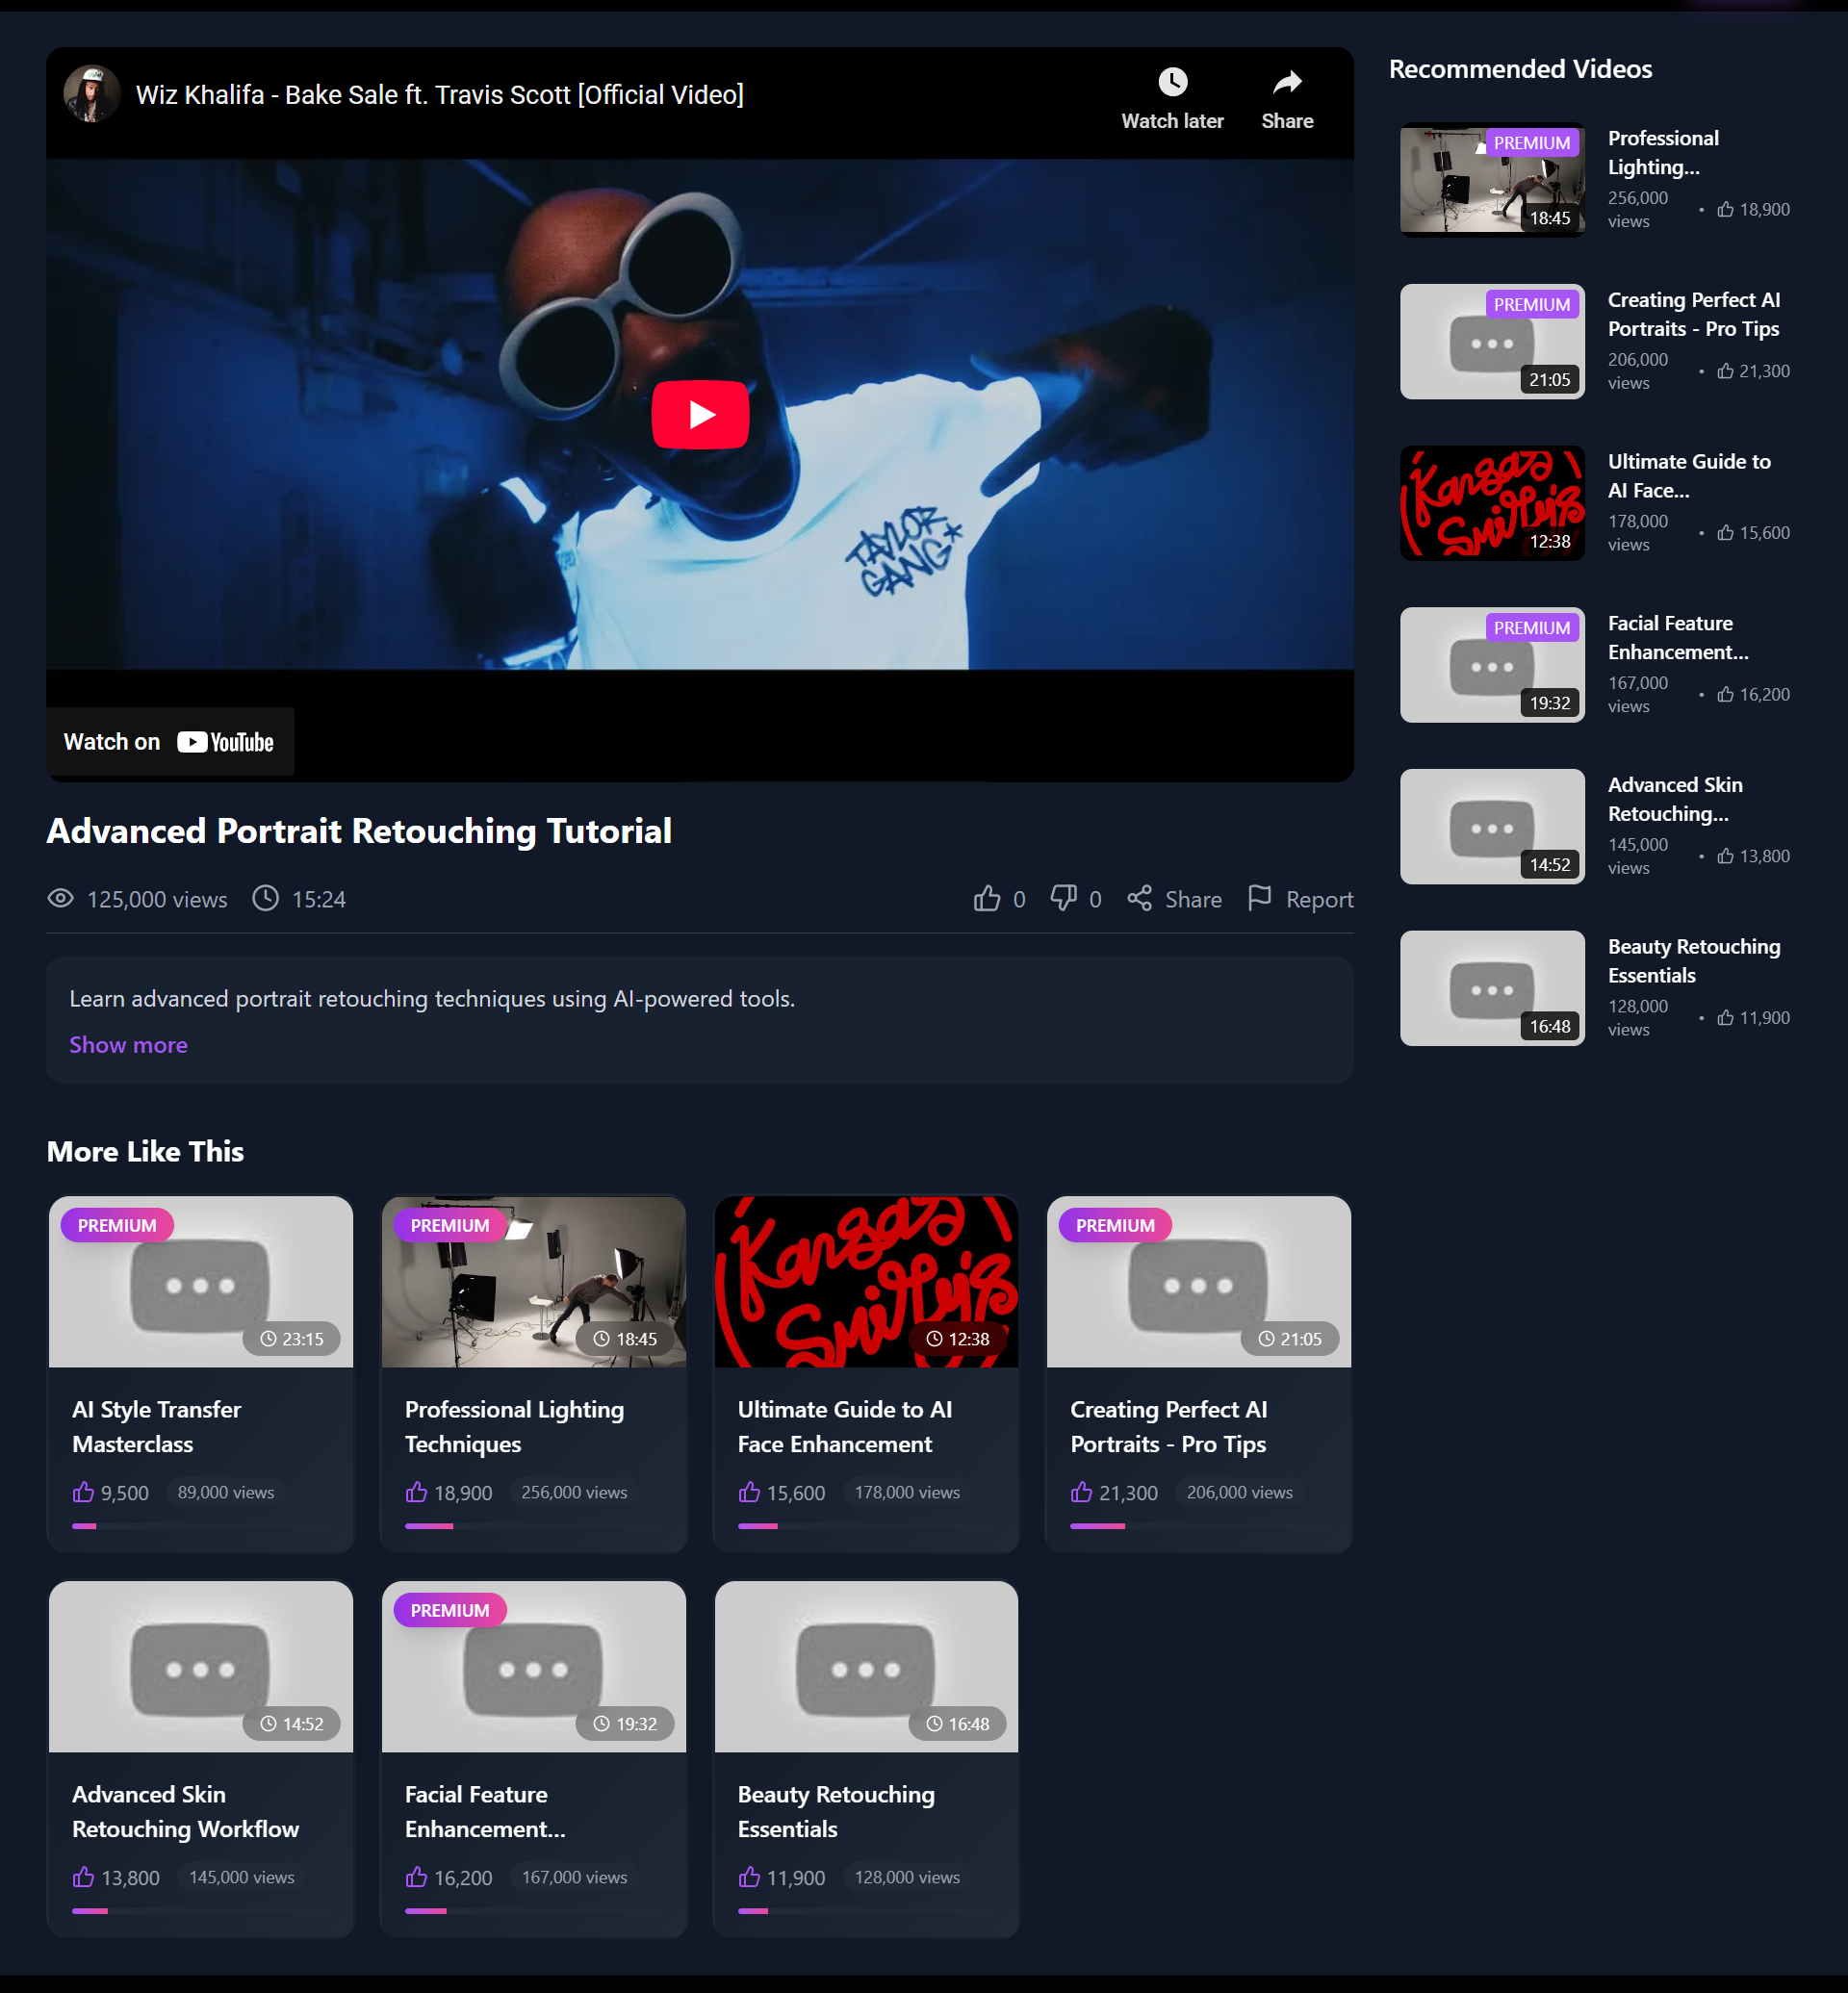 Wiz Khalifa - Bake Sale ft. Travis Scott [Official Video]
Watch later
Share
TAYLOR
GANG
Watch on YouTube
Advanced Portrait Retouching Tutorial
125,000 views 15:24
0 0 Share Report
Learn advanced portrait retouching techniques using AI-powered tools.
Show more
Recommended Videos
PREMIUM
18:45
Professional
Lighting...
256,000
views
• 18,900
PREMIUM
21:05
Creating Perfect AI
Portraits - Pro Tips
206,000
views
• 21,300
Kansas
Smitty's
12:38
Ultimate Guide to
AI Face...
178,000
views
• 15,600
PREMIUM
19:32
Facial Feature
Enhancement...
167,000
views
• 16,200
14:52
Advanced Skin
Retouching...
145,000
views
• 13,800
16:48
Beauty Retouching
Essentials
128,000
views
• 11,900
More Like This
PREMIUM
23:15
AI Style Transfer
Masterclass
9,500 89,000 views
PREMIUM
18:45
Professional Lighting
Techniques
18,900 256,000 views
Kansas
Smitty's
12:38
Ultimate Guide to AI
Face Enhancement
15,600 178,000 views
PREMIUM
21:05
Creating Perfect AI
Portraits - Pro Tips
21,300 206,000 views
14:52
Advanced Skin
Retouching Workflow
13,800 145,000 views
PREMIUM
19:32
Facial Feature
Enhancement...
16,200 167,000 views
16:48
Beauty Retouching
Essentials
11,900 128,000 views